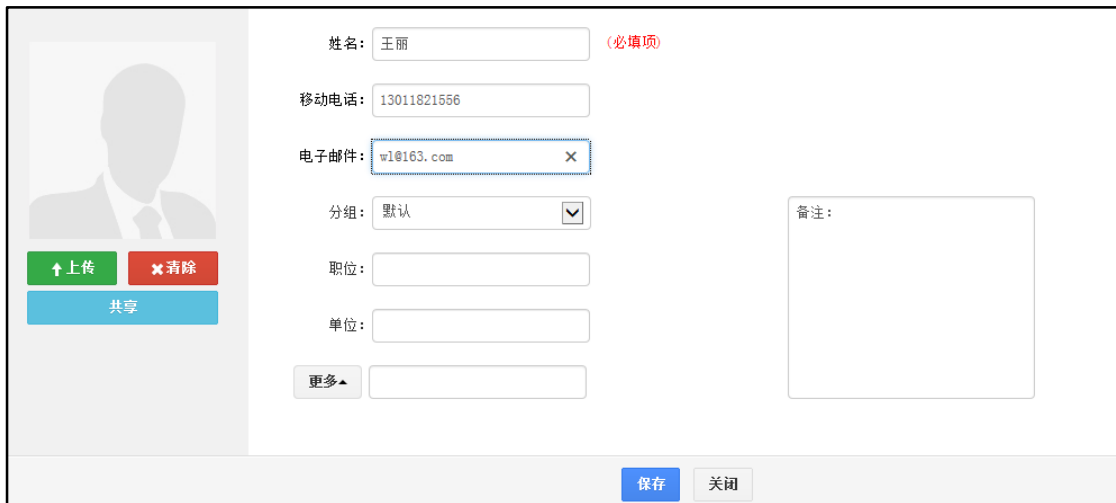 姓名: 王丽 (必填项)
移动电话: 13011821556
电子邮件: wl@163.com
分组: 默认
备注:
上传 清除
职位:
共享
单位:
更多
保存 关闭